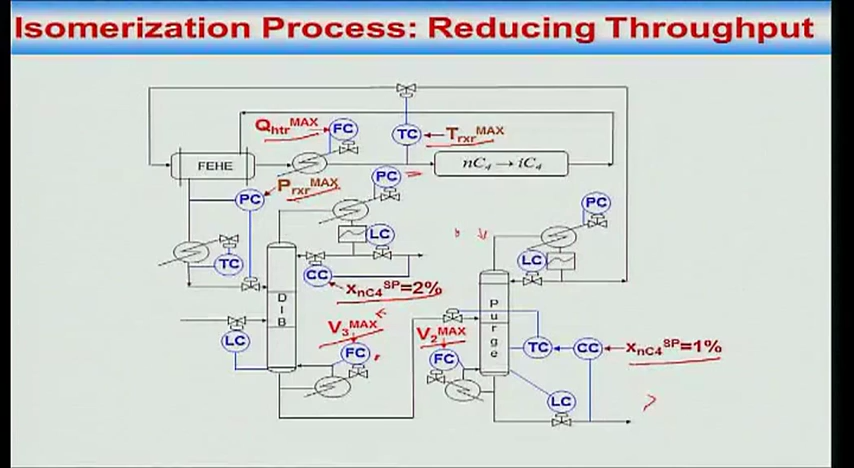 Isomerization Process: Reducing Throughput
Q_htr^MAX
FC
TC
T_rxr^MAX
FEHE
nC₄ → iC₄
PC
P_rxr^MAX
PC
PC
LC
LC
TC
CC
x_nC4^SP=2%
DIB
Purge
V₃^MAX
V₂^MAX
LC
FC
FC
TC
CC
x_nC4^SP=1%
LC